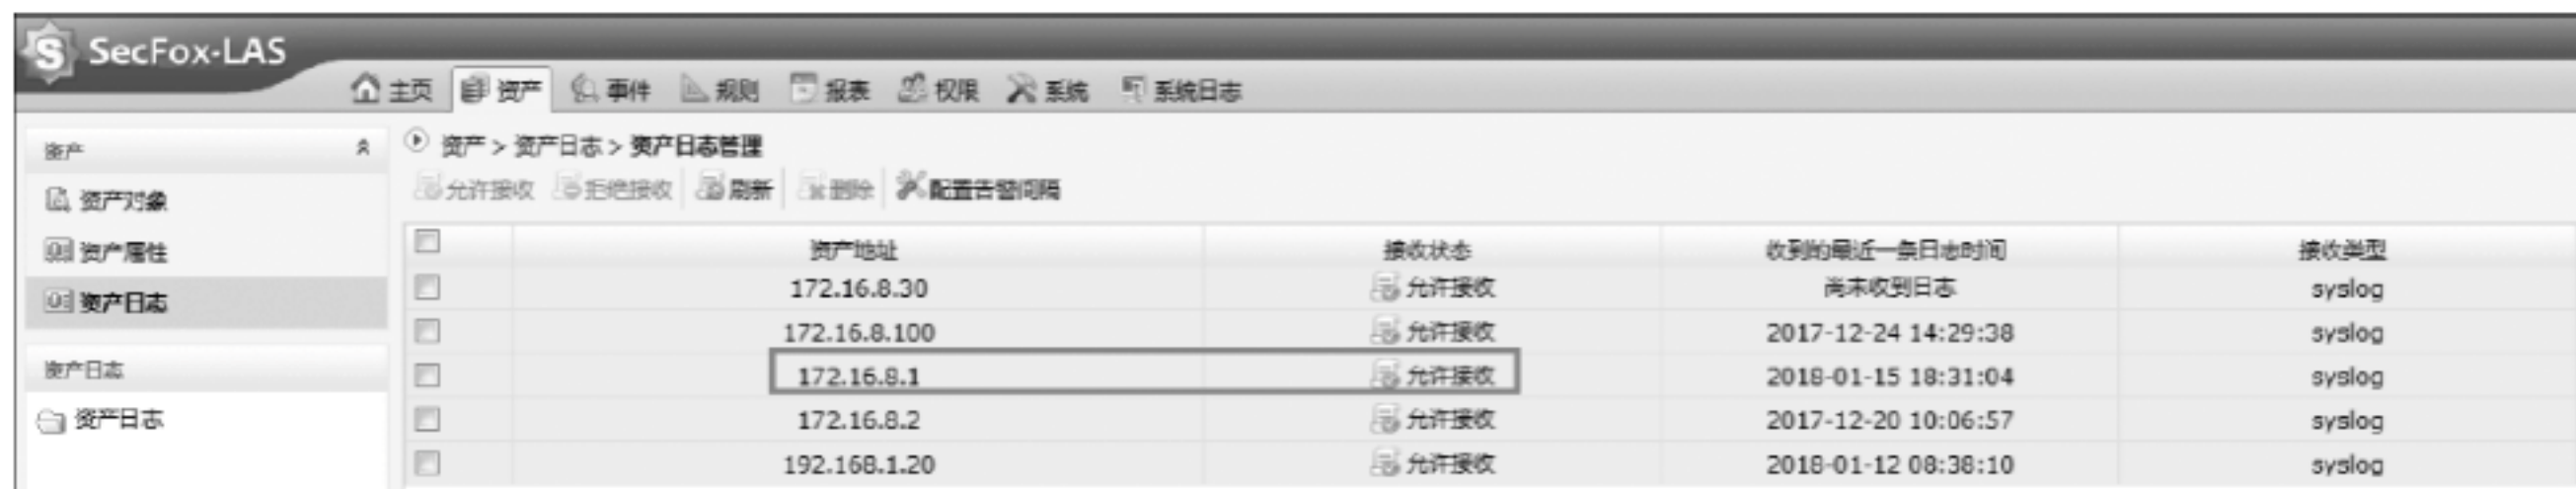 SecFox-LAS
主页 资产 事件 规则 报表 权限 系统 系统日志
资产
资产 > 资产日志 > 资产日志管理
允许接收 拒绝接收 刷新 删除 配置告警间隔
资产对象
资产属性
资产日志
资产日志
资产日志
资产地址 接收状态 收到的最近一条日志时间 接收类型
172.16.8.30 允许接收 尚未收到日志 syslog
172.16.8.100 允许接收 2017-12-24 14:29:38 syslog
172.16.8.1 允许接收 2018-01-15 18:31:04 syslog
172.16.8.2 允许接收 2017-12-20 10:06:57 syslog
192.168.1.20 允许接收 2018-01-12 08:38:10 syslog